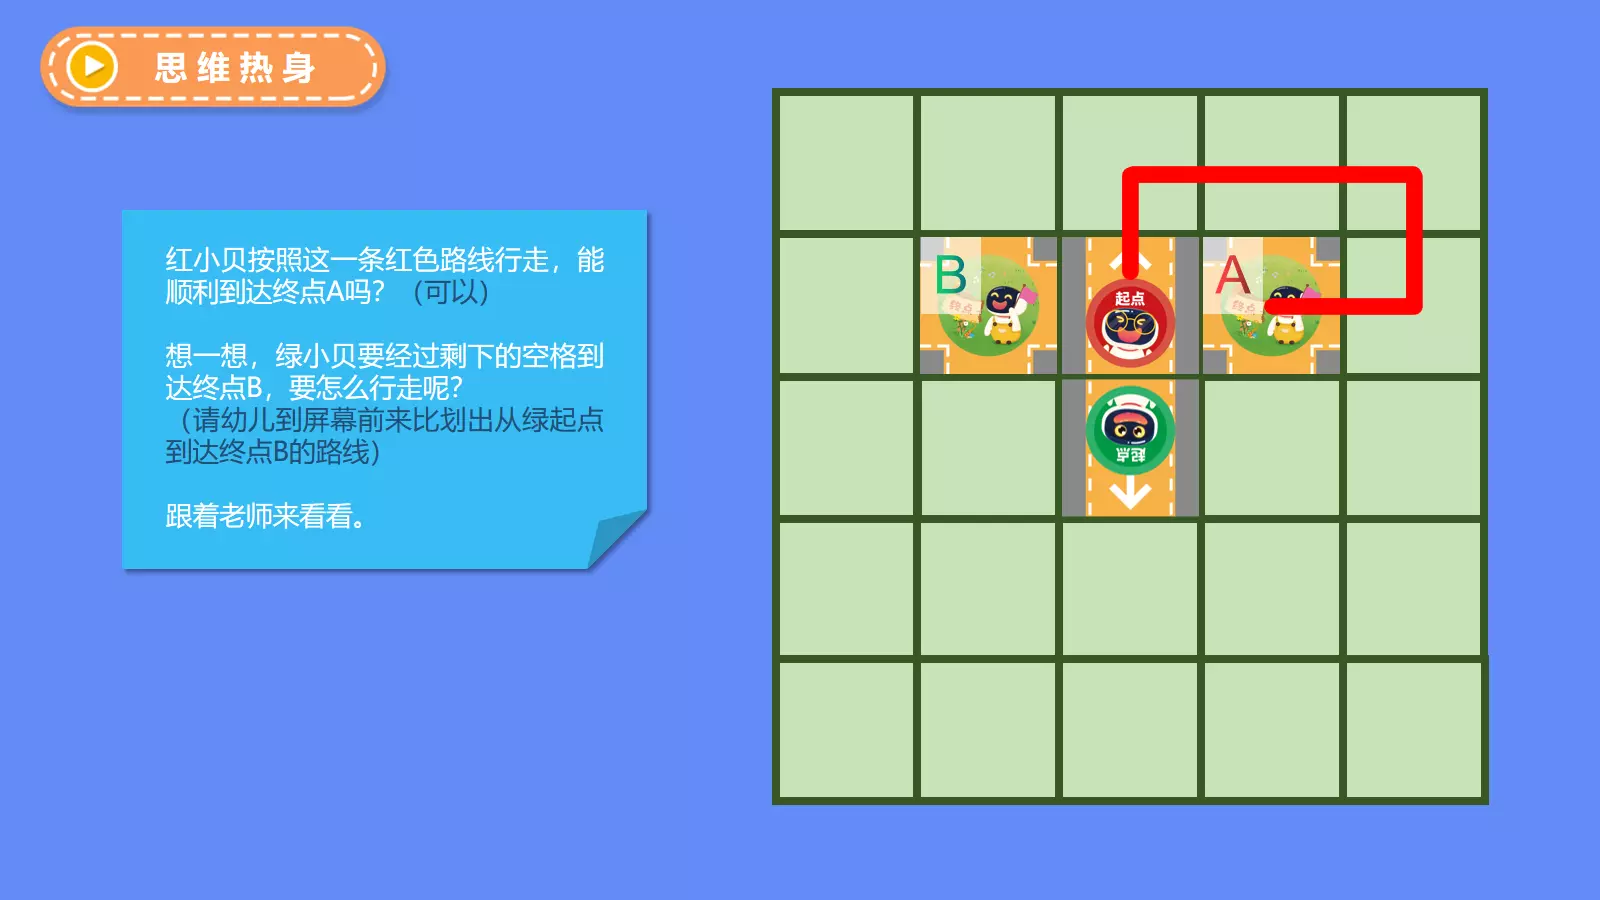 思维热身
红小贝按照这一条红色路线行走，能
顺利到达终点A吗？（可以）
想一想，绿小贝要经过剩下的空格到
达终点B，要怎么行走呢？
（请幼儿到屏幕前来比划出从绿起点
到达终点B的路线）
跟着老师来看看。
B
终点
起点
A
终点
起点